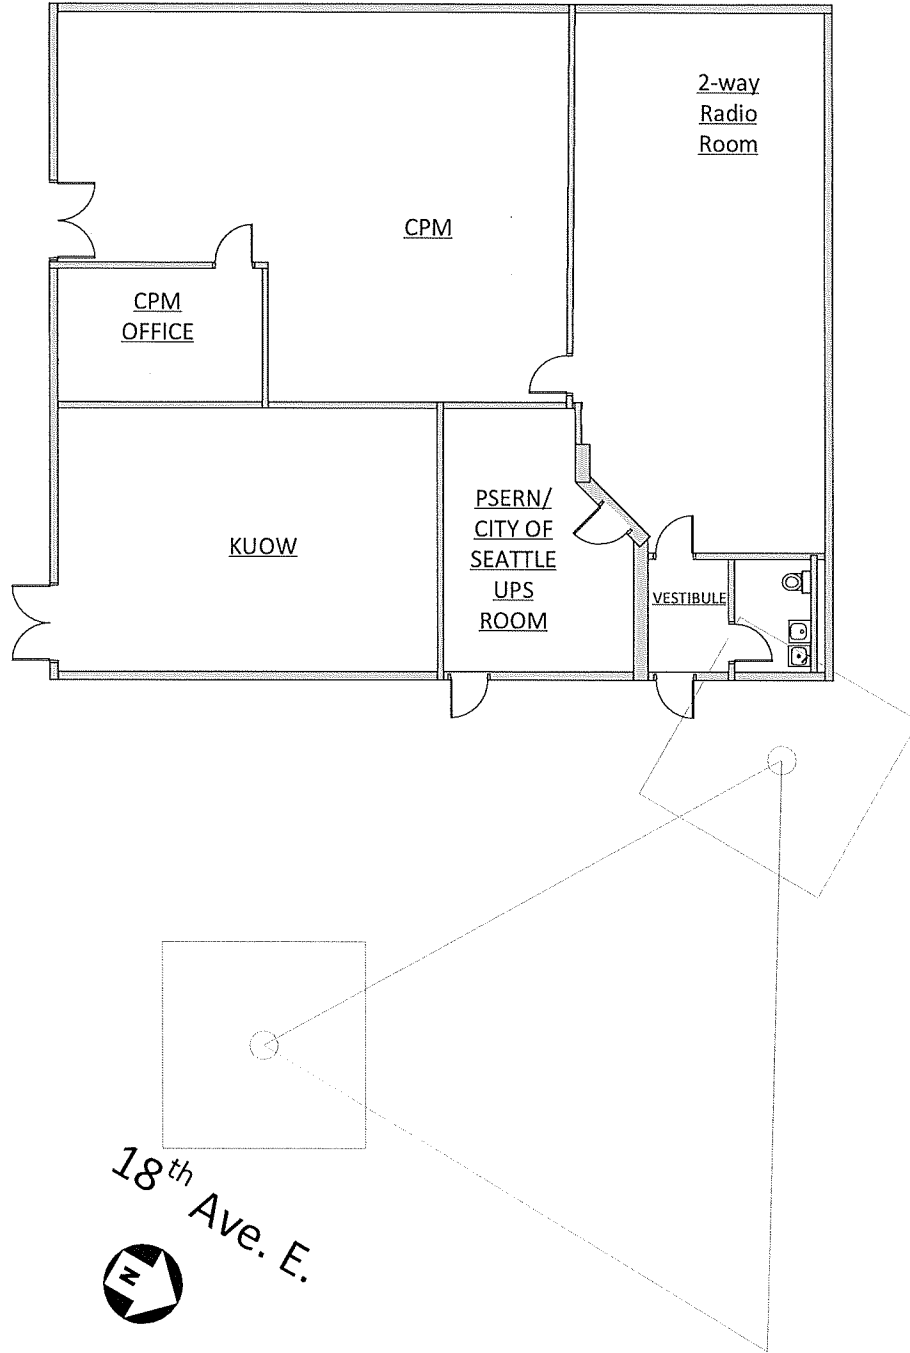 2-way
Radio
Room
CPM
CPM
OFFICE
KUOW
PSERN/
CITY OF
SEATTLE
UPS
ROOM
VESTIBULE
18th Ave. E.
N